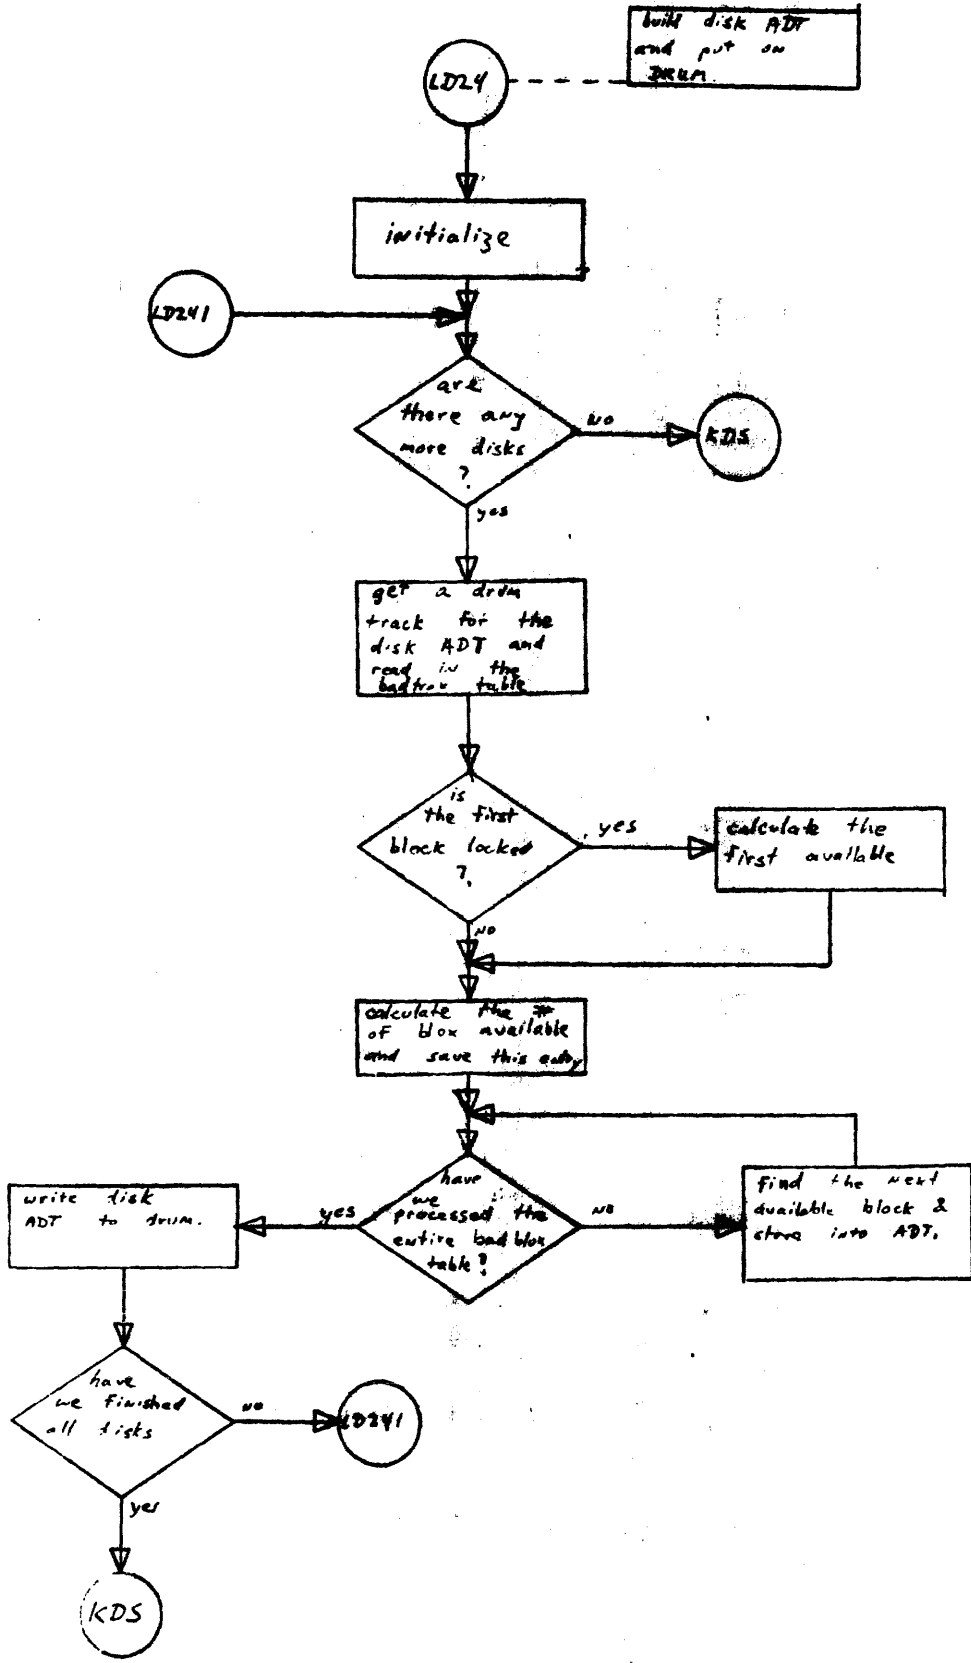 build disk ADT
and put on
DRUM.
LD24
initialize
LD241
are
there any
more disks
?
NO
KDS
yes
get a drum
track for the
disk ADT and
read in the
table
is
the first
block locked
?
yes
calculate the
first available
NO
calculate the #
of blox available
and save this entry
have
we
processed the
entire bad blox
table?
yes
NO
find the next
available block &
store into ADT.
write disk
ADT to drum.
have
we finished
all disks
NO
LD241
yes
KDS